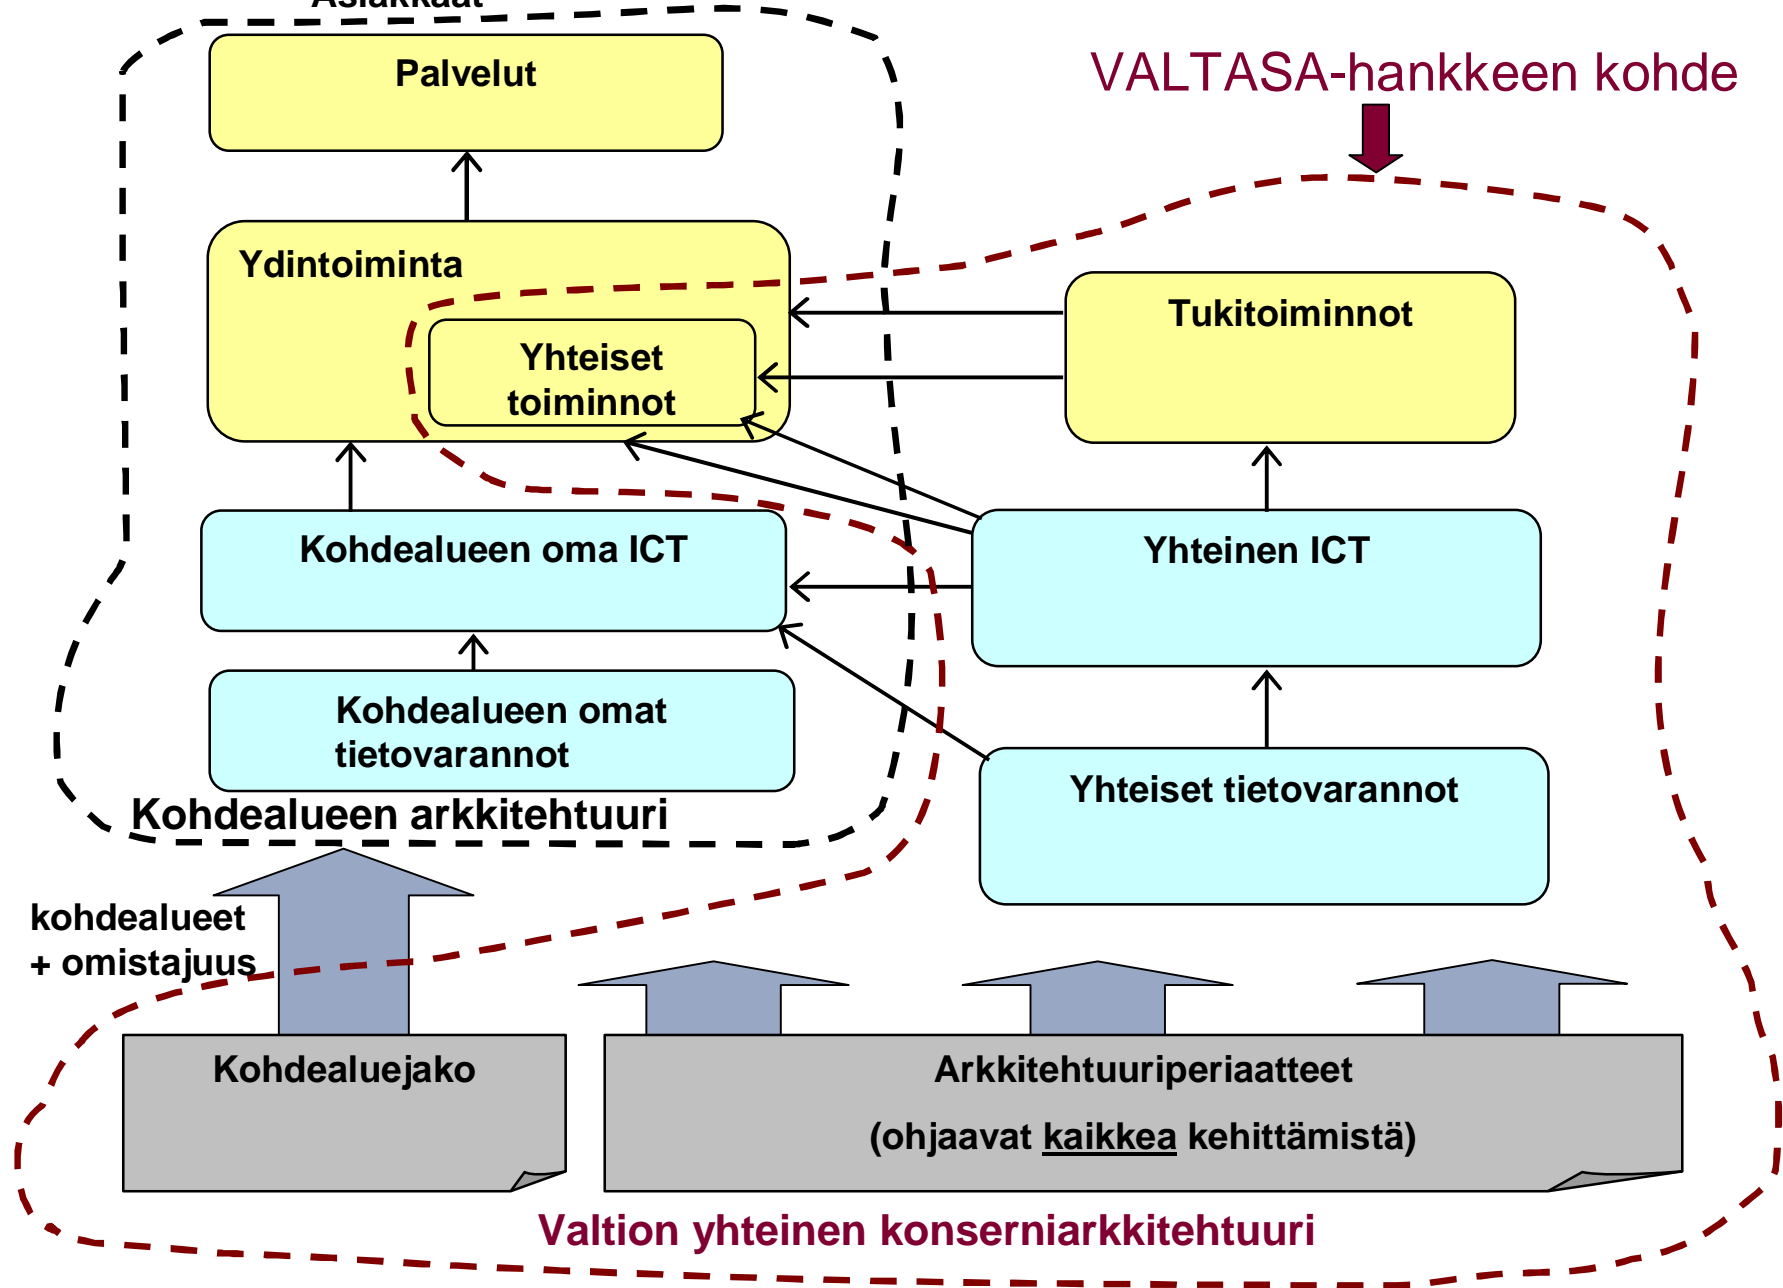 Asiakkaat
Palvelut
VALTASA-hankkeen kohde
Ydintoiminta
Tukitoiminnot
Yhteiset
toiminnot
Kohdealueen oma ICT
Yhteinen ICT
Kohdealueen omat
tietovarannot
Yhteiset tietovarannot
Kohdealueen arkkitehtuuri
kohdealueet
+ omistajuus
Kohdealuejako
Arkkitehtuuriperiaatteet
(ohjaavat kaikkea kehittämistä)
Valtion yhteinen konserniarkkitehtuuri